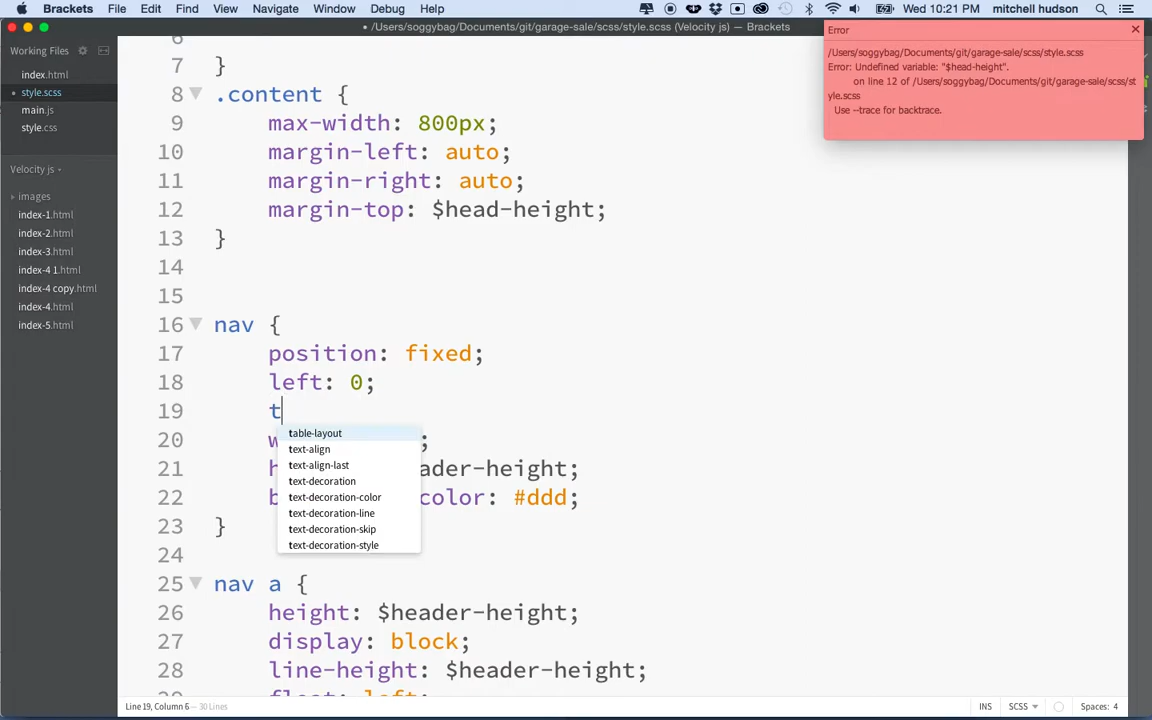 Brackets File Edit Find View Navigate Window Debug Help Wed 10:21 PM mitchell hudson
• /Users/soggybag/Documents/git/garage-sale/scss/style.scss (Velocity js) — Brackets
Working Files
index.html
style.scss
main.js
style.css
Velocity js
images
index-1.html
index-2.html
index-3.html
index-4 1.html
index-4 copy.html
index-4.html
index-5.html
6
7 }
8 .content {
9 max-width: 800px;
10 margin-left: auto;
11 margin-right: auto;
12 margin-top: $head-height;
13 }
14
15
16 nav {
17 position: fixed;
18 left: 0;
19 t
20 w ;
21 h ader-height;
22 b color: #ddd;
23 }
24
25 nav a {
26 height: $header-height;
27 display: block;
28 line-height: $header-height;
29 float: left;
table-layout
text-align
text-align-last
text-decoration
text-decoration-color
text-decoration-line
text-decoration-skip
text-decoration-style
Error
/Users/soggybag/Documents/git/garage-sale/scss/style.scss
Error: Undefined variable: "$head-height".
on line 12 of /Users/soggybag/Documents/git/garage-sale/scss/st
yle.scss
Use --trace for backtrace.
Line 19, Column 6 — 30 Lines
INS SCSS Spaces: 4